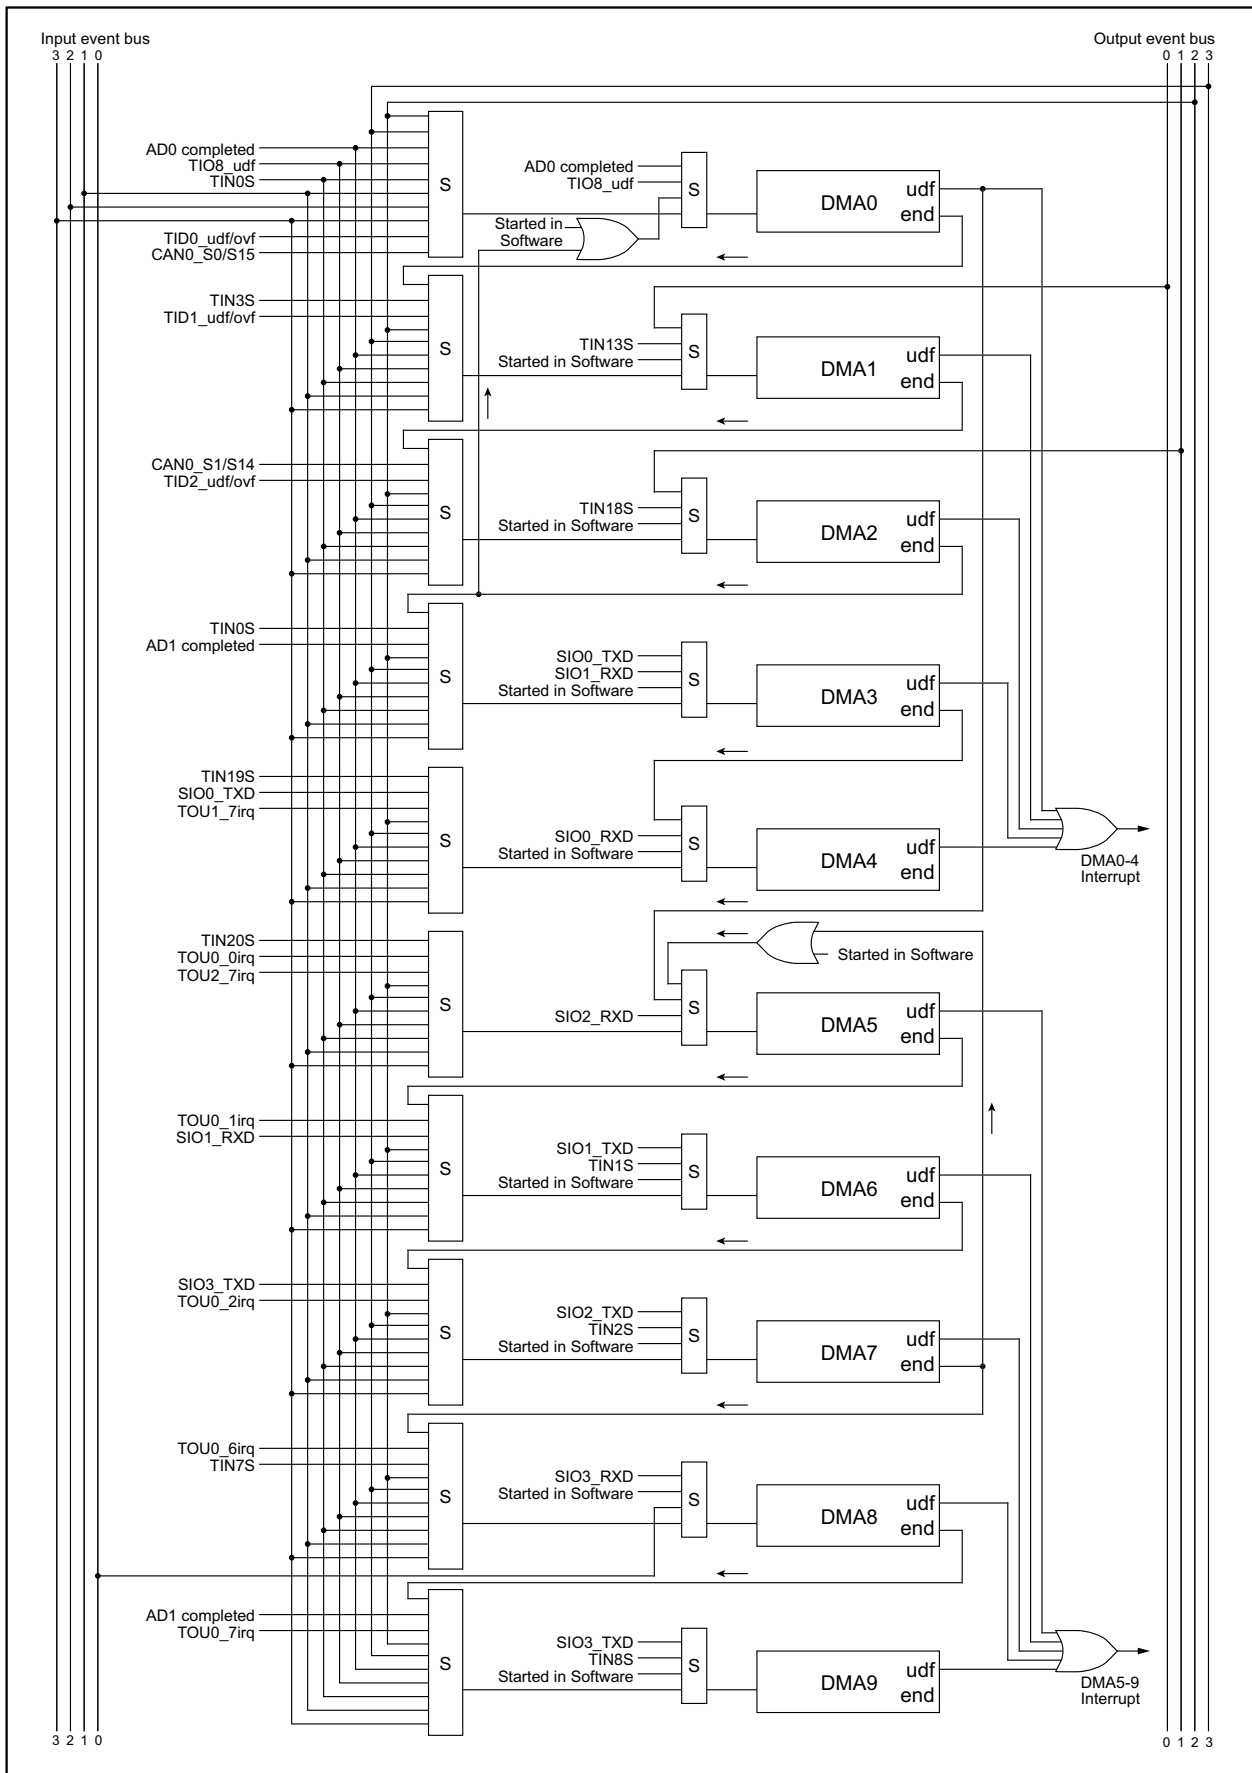 Input event bus
3 2 1 0
Output event bus
0 1 2 3
AD0 completed
TIO8_udf
TIN0S
TID0_udf/ovf
CAN0_S0/S15
S
AD0 completed
TIO8_udf
Started in
Software
S
DMA0
udf
end
TIN3S
TID1_udf/ovf
S
TIN13S
Started in Software
S
DMA1
udf
end
CAN0_S1/S14
TID2_udf/ovf
S
TIN18S
Started in Software
S
DMA2
udf
end
TIN0S
AD1 completed
S
SIO0_TXD
SIO1_RXD
Started in Software
S
DMA3
udf
end
TIN19S
SIO0_TXD
TOU1_7irq
S
SIO0_RXD
Started in Software
S
DMA4
udf
end
DMA0-4
Interrupt
TIN20S
TOU0_0irq
TOU2_7irq
S
Started in Software
SIO2_RXD
S
DMA5
udf
end
TOU0_1irq
SIO1_RXD
S
SIO1_TXD
TIN1S
Started in Software
S
DMA6
udf
end
SIO3_TXD
TOU0_2irq
S
SIO2_TXD
TIN2S
Started in Software
S
DMA7
udf
end
TOU0_6irq
TIN7S
S
SIO3_RXD
Started in Software
S
DMA8
udf
end
AD1 completed
TOU0_7irq
S
SIO3_TXD
TIN8S
Started in Software
S
DMA9
udf
end
DMA5-9
Interrupt
3 2 1 0
0 1 2 3